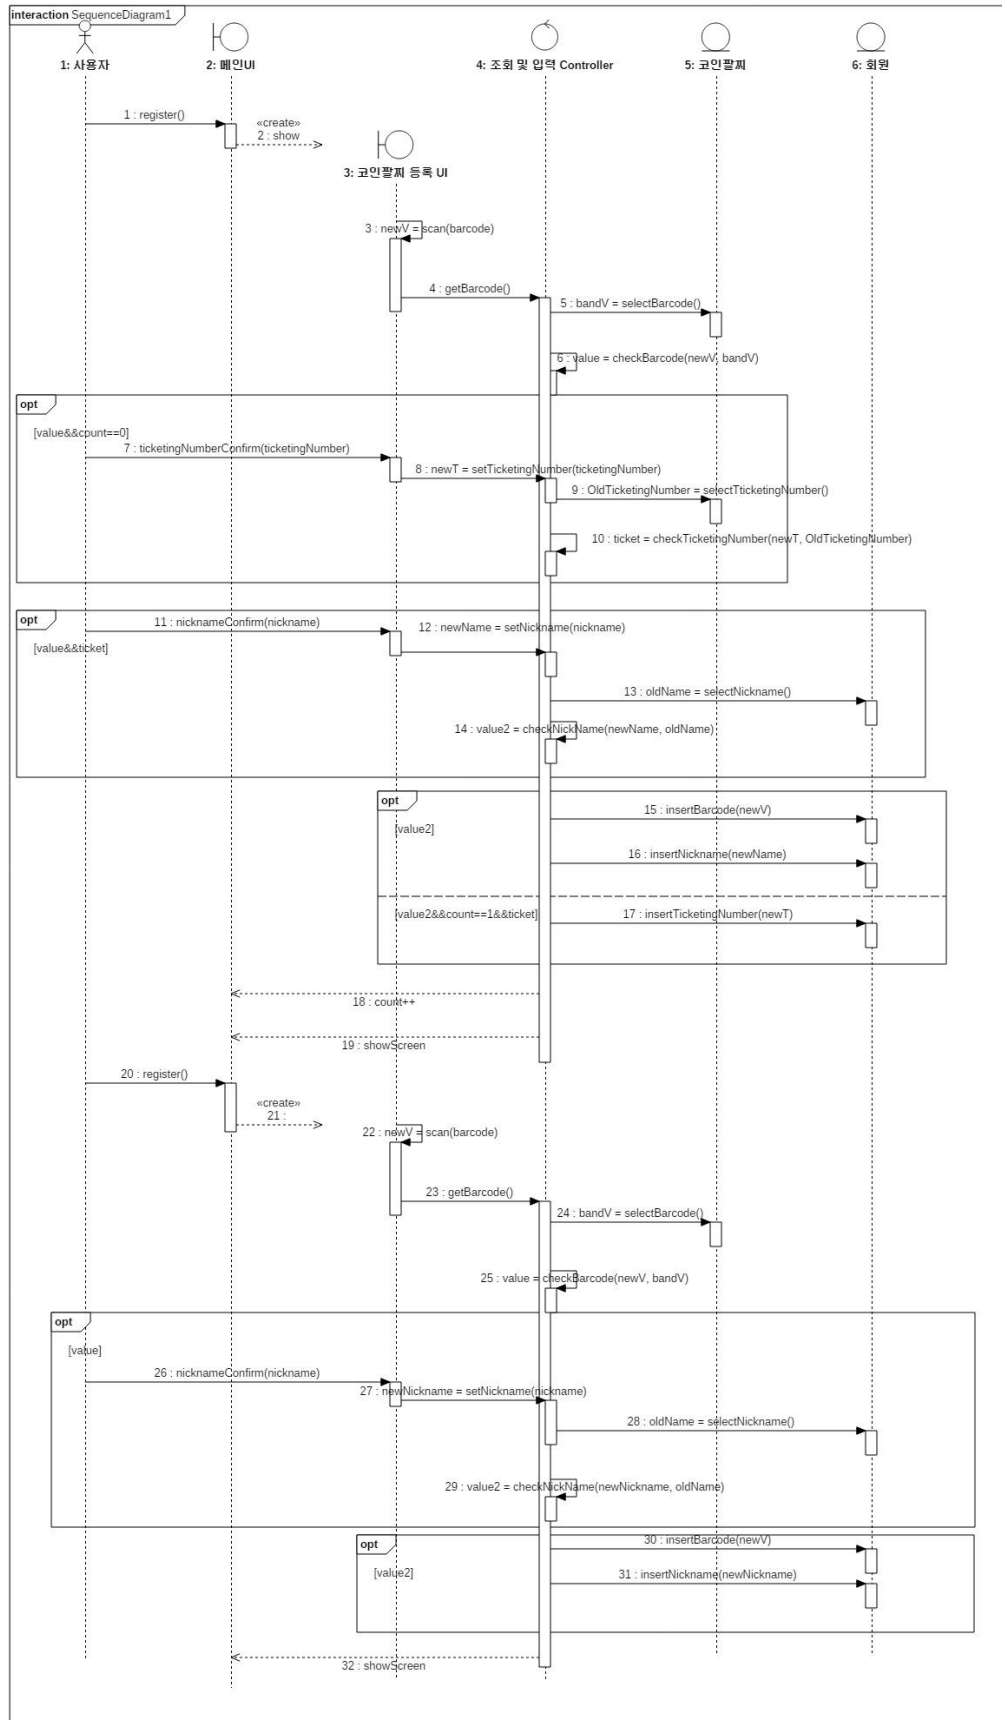 interaction SequenceDiagram1
1: 사용자
2: 메인UI
4: 조회 및 입력 Controller
5: 코인팔찌
6: 회원
1 : register()
«create»
2 : show
3: 코인팔찌 등록 UI
3 : newV = scan(barcode)
4 : getBarcode()
5 : bandV = selectBarcode()
6 : value = checkBarcode(newV, bandV)
opt
[value&&count==0]
7 : ticketingNumberConfirm(ticketingNumber)
8 : newT = setTicketingNumber(ticketingNumber)
9 : OldTicketingNumber = selectTticketingNumber()
10 : ticket = checkTicketingNumber(newT, OldTicketingNumber)
opt
11 : nicknameConfirm(nickname)
12 : newName = setNickname(nickname)
[value&&ticket]
13 : oldName = selectNickname()
14 : value2 = checkNickName(newName, oldName)
opt
15 : insertBarcode(newV)
[value2]
16 : insertNickname(newName)
[value2&&count==1&&ticket]
17 : insertTicketingNumber(newT)
18 : count++
19 : showScreen
20 : register()
«create»
21 :
22 : newV = scan(barcode)
23 : getBarcode()
24 : bandV = selectBarcode()
25 : value = checkBarcode(newV, bandV)
opt
[value]
26 : nicknameConfirm(nickname)
27 : newNickname = setNickname(nickname)
28 : oldName = selectNickname()
29 : value2 = checkNickName(newNickname, oldName)
opt
30 : insertBarcode(newV)
[value2]
31 : insertNickname(newNickname)
32 : showScreen